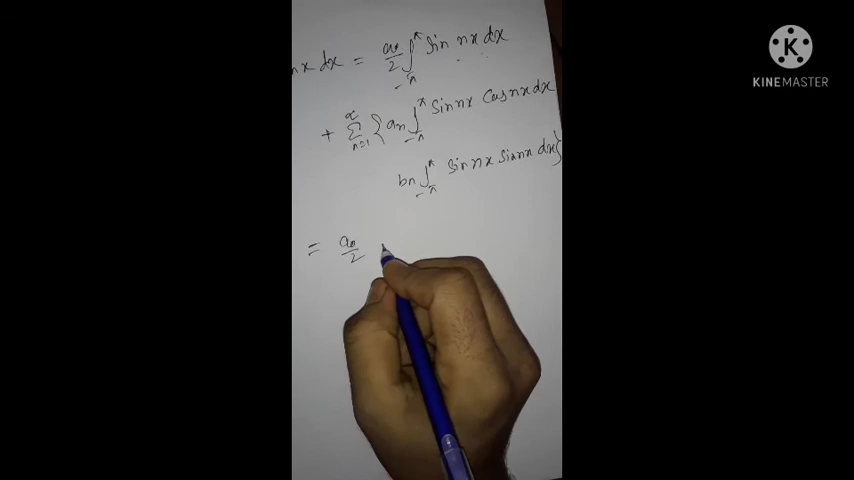 nx dx = a₀/2 ∫_{-π}^{π} sin nx dx
+ ∑_{n=1}^{∞} { aₙ ∫_{-π}^{π} sin nx cos nx dx
bn ∫_{-π}^{π} sin nx sin nx dx }
= a₀/2
K
KINEMASTER